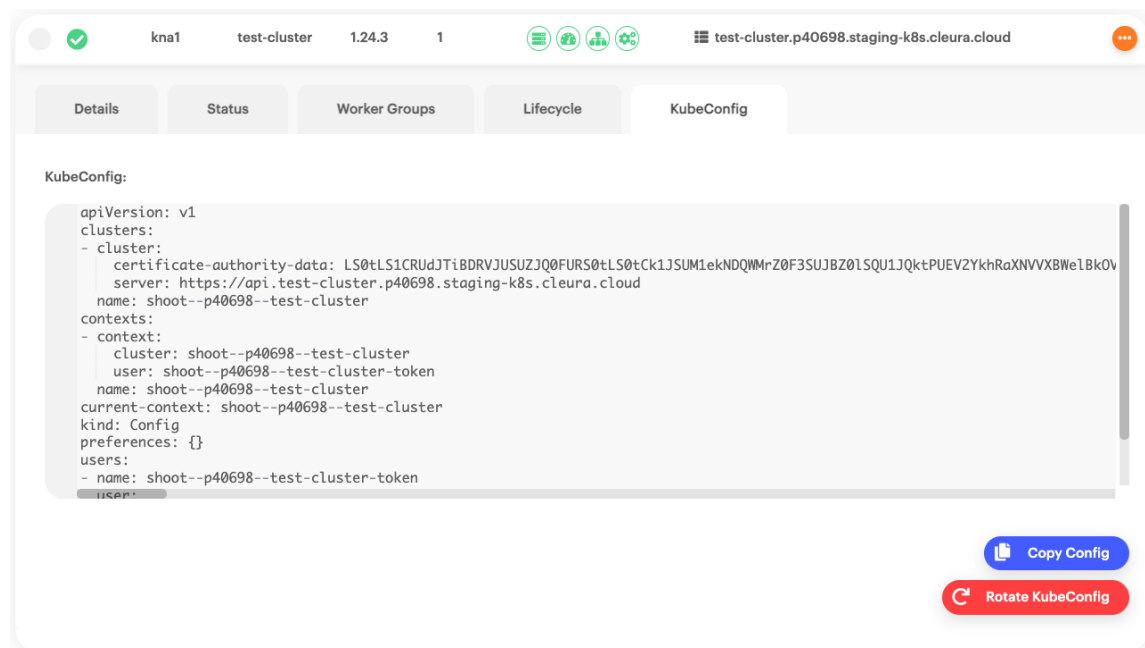 kna1 test-cluster 1.24.3 1 test-cluster.p40698.staging-k8s.cleura.cloud
Details Status Worker Groups Lifecycle KubeConfig
KubeConfig:
apiVersion: v1
clusters:
- cluster:
certificate-authority-data:
server: https://api.test-cluster.p40698.staging-k8s.cleura.cloud
name: shoot--p40698--test-cluster
contexts:
- context:
cluster: shoot--p40698--test-cluster
user: shoot--p40698--test-cluster-token
name: shoot--p40698--test-cluster
current-context: shoot--p40698--test-cluster
kind: Config
preferences: {}
users:
- name: shoot--p40698--test-cluster-token
user:
Copy Config
Rotate KubeConfig